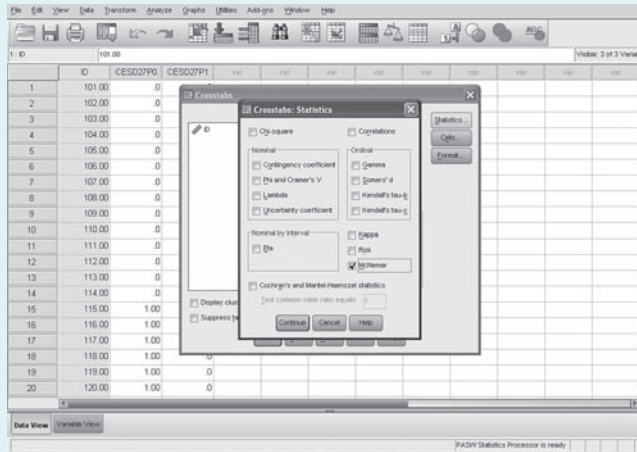 File Edit View Data Transform Analyze Graphs Utilities Add-ons Window Help
1 : ID 101.00 Visible: 3 of 3 Varia
ID CESD27P0 CESD27P1 var var var var var var var var
1 101.00 .0
2 102.00 .0
3 103.00 .0
4 104.00 .0
5 105.00 .0
6 106.00 .0
7 107.00 .0
8 108.00 .0
9 109.00 .0
10 110.00 .0
11 111.00 .0
12 112.00 .0
13 113.00 .0
14 114.00 .0
15 115.00 1.00
16 116.00 1.00
17 117.00 1.00
18 118.00 1.00 .0
19 119.00 1.00 .0
20 120.00 1.00 .0
Crosstabs
ID
Statistics...
Cells...
Format...
Display clus
Suppress ta
Crosstabs: Statistics
Chi-square Correlations
Nominal Ordinal
Contingency coefficient Gamma
Phi and Cramer's V Somers' d
Lambda Kendall's tau-b
Uncertainty coefficient Kendall's tau-c
Nominal by Interval Kappa
Eta Risk
McNemar
Cochran's and Mantel-Haenszel statistics
Test common odds ratio equals: 1
Continue Cancel Help
Data View Variable View
PASW Statistics Processor is ready